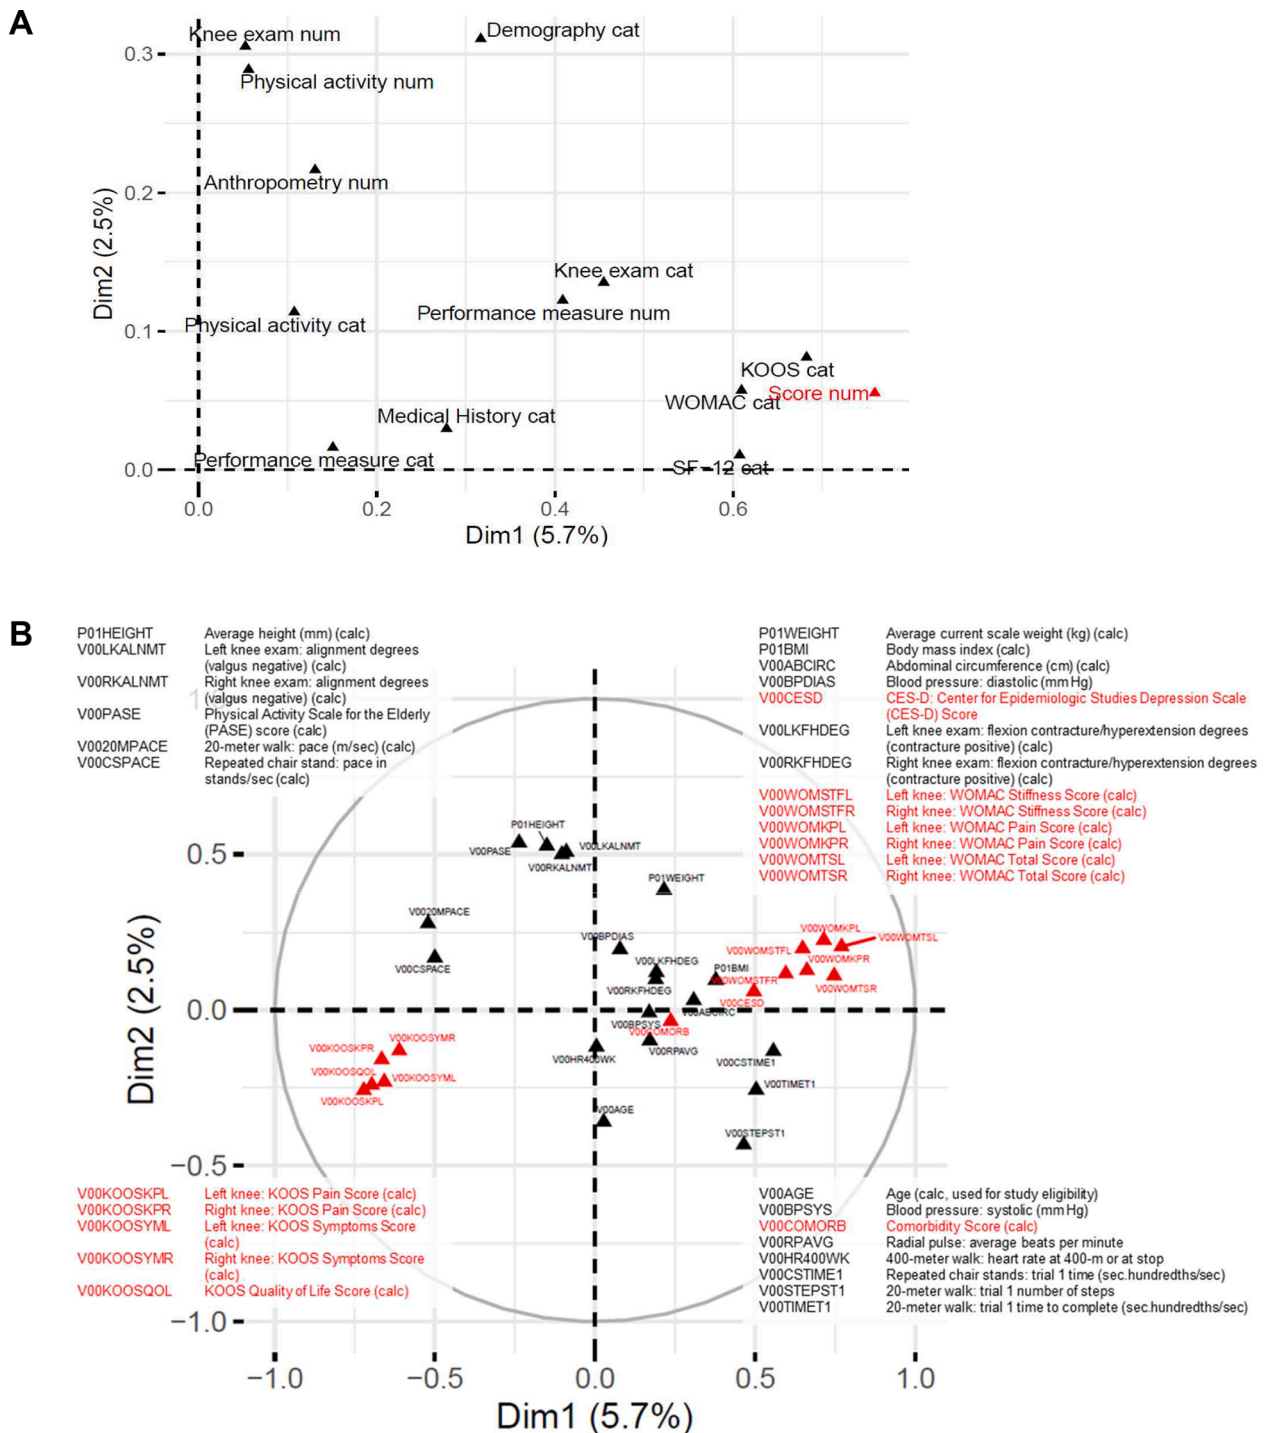 A
Knee exam num
Demography cat
0.3
Physical activity num
Anthropometry num
0.2
Dim2 (2.5%)
Knee exam cat
Performance measure num
0.1
Physical activity cat
KOOS cat
Score num
WOMAC cat
Medical History cat
Performance measure cat
SF-12 cat
0.0
0.0 0.2 0.4 0.6
Dim1 (5.7%)
B
P01HEIGHT Average height (mm) (calc)
V00LKALNMT Left knee exam: alignment degrees
(valgus negative) (calc)
V00RKALNMT Right knee exam: alignment degrees
(valgus negative) (calc)
V00PASE Physical Activity Scale for the Elderly
(PASE) score (calc)
V0020MPACE 20-meter walk: pace (m/sec) (calc)
V00CSPACE Repeated chair stand: pace in
stands/sec (calc)
P01WEIGHT Average current scale weight (kg) (calc)
P01BMI Body mass index (calc)
V00ABCIRC Abdominal circumference (cm) (calc)
V00BPDIAS Blood pressure: diastolic (mm Hg)
V00CESD CES-D: Center for Epidemiologic Studies Depression Scale
(CES-D) Score
V00LKFHDEG Left knee exam: flexion contracture/hyperextension degrees
(contracture positive) (calc)
V00RKFHDEG Right knee exam: flexion contracture/hyperextension degrees
(contracture positive) (calc)
V00WOMSTFL Left knee: WOMAC Stiffness Score (calc)
V00WOMSTFR Right knee: WOMAC Stiffness Score (calc)
V00WOMKPL Left knee: WOMAC Pain Score (calc)
V00WOMKPR Right knee: WOMAC Pain Score (calc)
V00WOMTSL Left knee: WOMAC Total Score (calc)
V00WOMTSR Right knee: WOMAC Total Score (calc)
P01HEIGHT
V00PASE
V00LKALNMT
V00RKALNMT
0.5
P01WEIGHT
V0020MPACE
V00CSPACE
V00BPDIAS
V00WOMKPL
V00WOMTSL
V00WOMSTFL
V00WOMKPR
V00LKFHDEG
P01BMI
V00WOMSTFR
V00WOMTSR
V00RKFHDEG
V00CESD
V00ABCIRC
0.0
V00BPSYS
V00COMORB
V00RPAVG
V00HR400WK
V00KOOSYMR
V00KOOSKPR
V00KOOSQOL
V00KOOSYML
V00KOOSKPL
V00CSTIME1
V00TIMET1
V00AGE
V00STEPST1
−0.5
Dim2 (2.5%)
V00KOOSKPL Left knee: KOOS Pain Score (calc)
V00KOOSKPR Right knee: KOOS Pain Score (calc)
V00KOOSYML Left knee: KOOS Symptoms Score
(calc)
V00KOOSYMR Right knee: KOOS Symptoms Score
(calc)
V00KOOSQOL KOOS Quality of Life Score (calc)
V00AGE Age (calc, used for study eligibility)
V00BPSYS Blood pressure: systolic (mm Hg)
V00COMORB Comorbidity Score (calc)
V00RPAVG Radial pulse: average beats per minute
V00HR400WK 400-meter walk: heart rate at 400-m or at stop
V00CSTIME1 Repeated chair stands: trial 1 time (sec.hundredths/sec)
V00STEPST1 20-meter walk: trial 1 number of steps
V00TIMET1 20-meter walk: trial 1 time to complete (sec.hundredths/sec)
−1.0
−1.0 −0.5 0.0 0.5 1.0
Dim1 (5.7%)